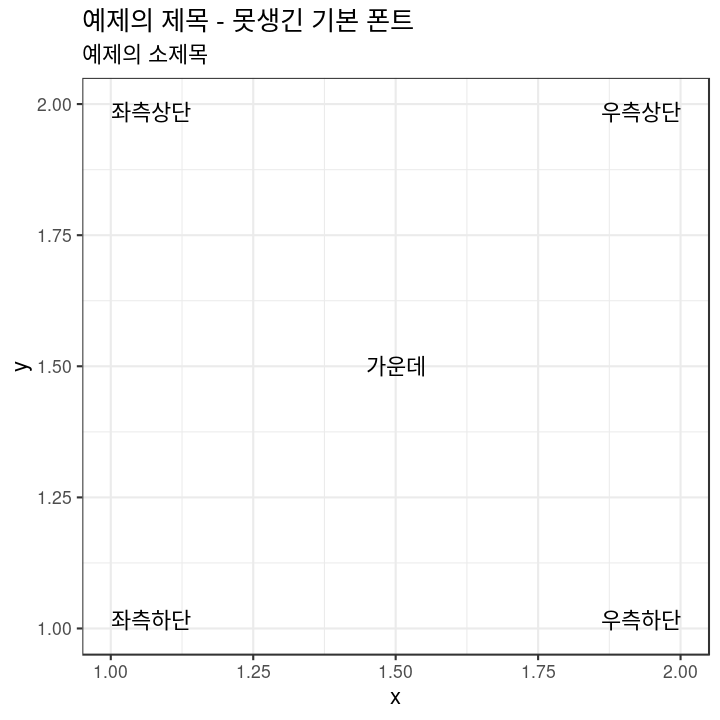 예제의 제목 - 못생긴 기본 폰트
예제의 소제목
2.00
좌측상단 우측상단
1.75
y 1.50 가운데
1.25
1.00 좌측하단 우측하단
1.00 1.25 1.50 1.75 2.00
x